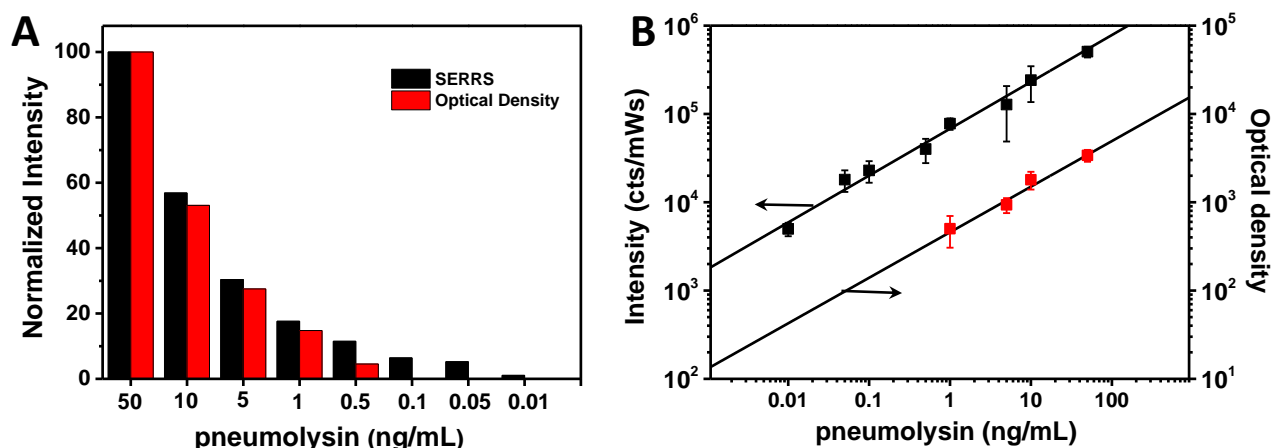 A
Normalized Intensity
100
80
60
40
20
0
SERRS
Optical Density
50 10 5 1 0.5 0.1 0.05 0.01
pneumolysin (ng/mL)
B
Intensity (cts/mWs)
10^6
10^5
10^4
10^3
10^2
10^5
10^4
10^3
10^2
10^1
Optical density
0.01 0.1 1 10 100
pneumolysin (ng/mL)